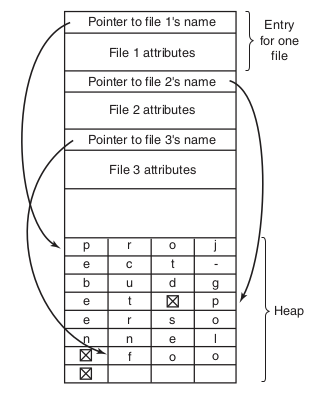 Pointer to file 1's name
File 1 attributes
Entry
for one
file
Pointer to file 2's name
File 2 attributes
Pointer to file 3's name
File 3 attributes
p r o j
e c t -
b u d g
e t ☒ p
e r s o
n n e l
☒ f o o
☒
Heap